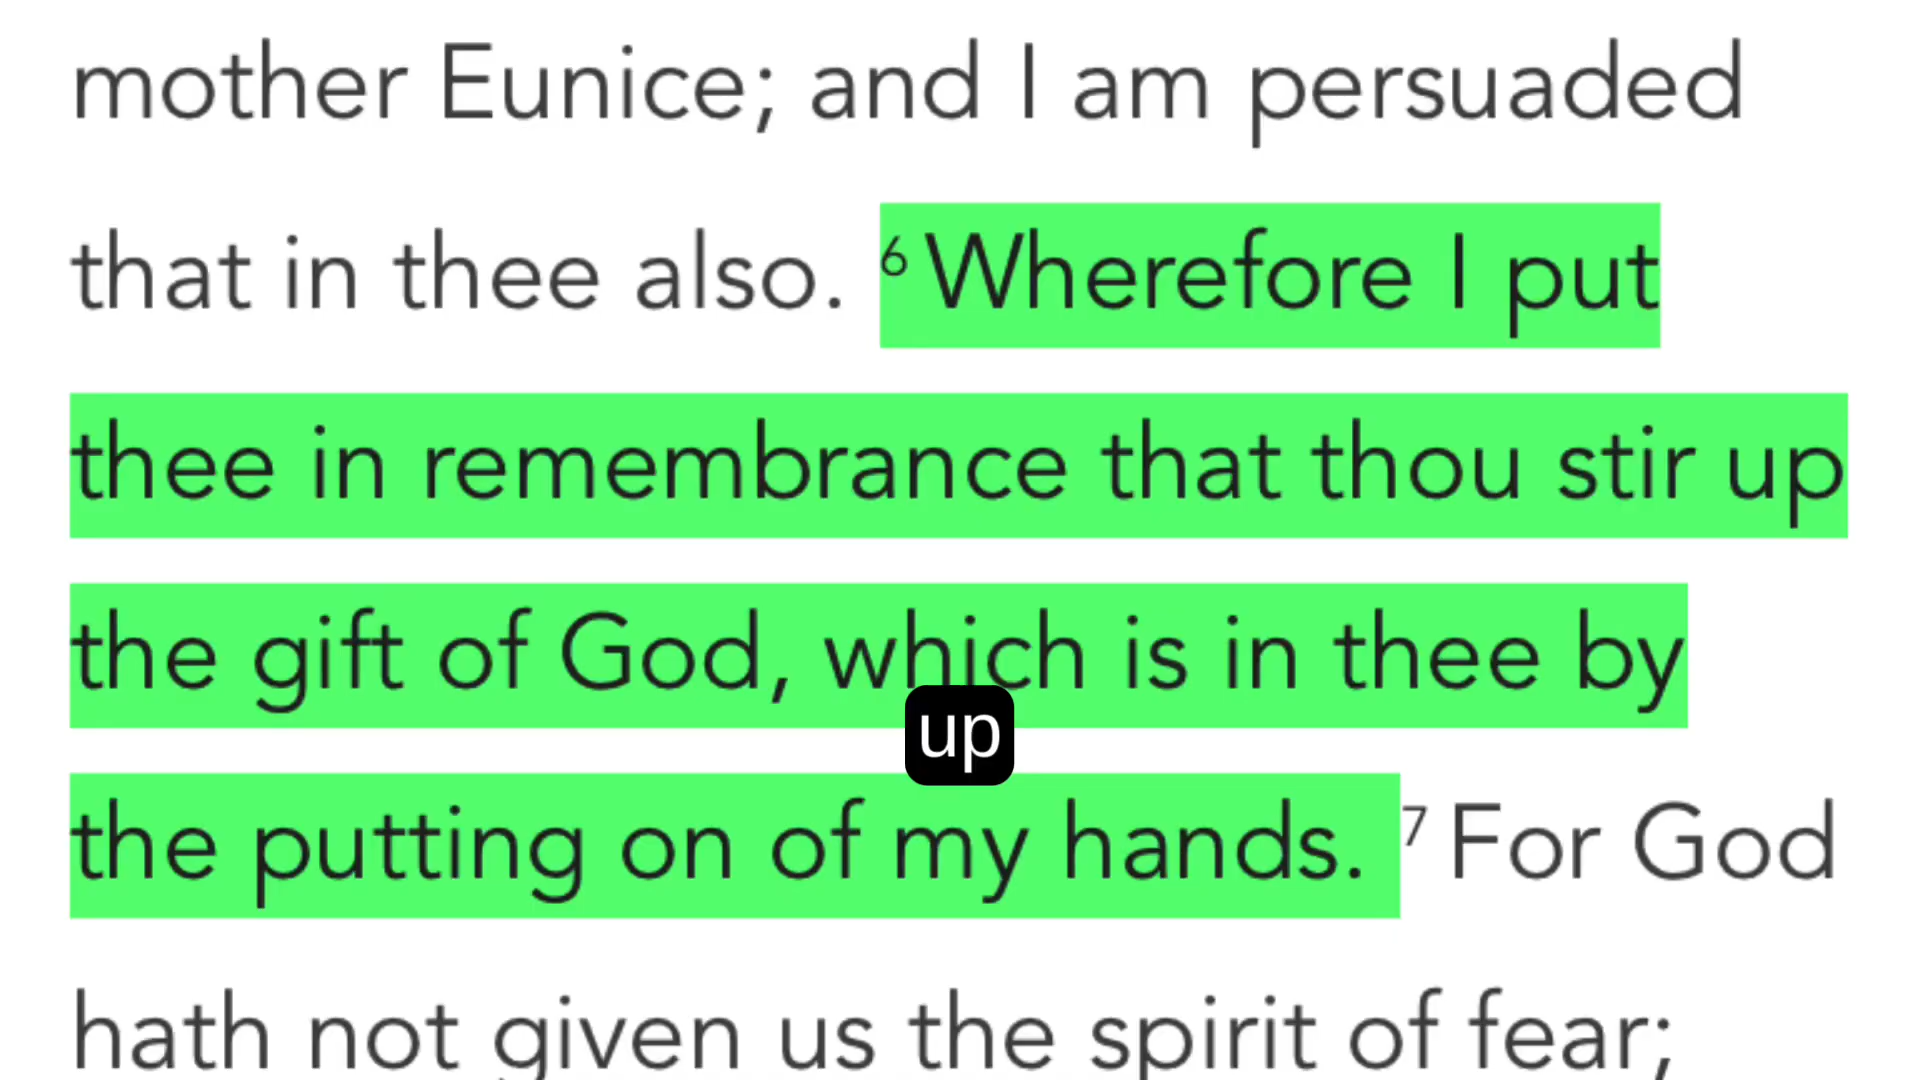 mother Eunice; and I am persuaded
that in thee also. 6 Wherefore I put
thee in remembrance that thou stir up
the gift of God, which is in thee by
up
the putting on of my hands. 7 For God
hath not given us the spirit of fear;